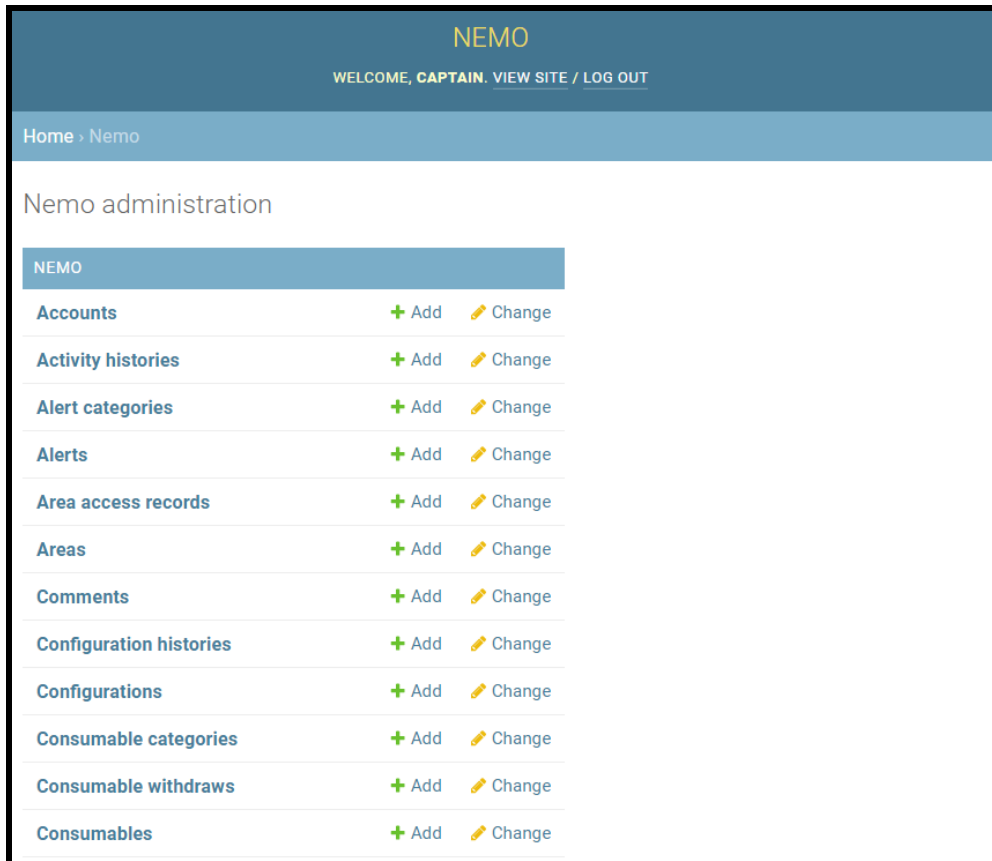 NEMO
WELCOME, CAPTAIN. VIEW SITE / LOG OUT
Home › Nemo
Nemo administration
NEMO
Accounts Add Change
Activity histories Add Change
Alert categories Add Change
Alerts Add Change
Area access records Add Change
Areas Add Change
Comments Add Change
Configuration histories Add Change
Configurations Add Change
Consumable categories Add Change
Consumable withdraws Add Change
Consumables Add Change